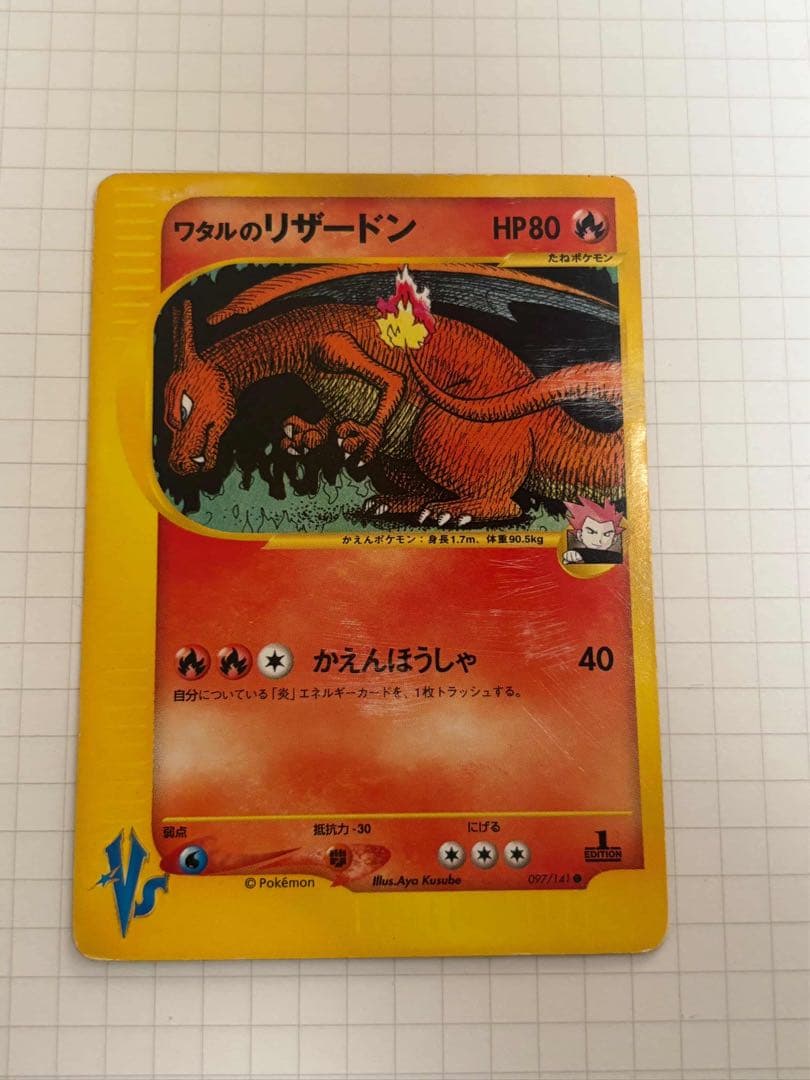 ワタルのリザードン HP80
たねポケモン
かえんポケモン：身長1.7m、体重90.5kg
かえんほうしゃ 40
自分についている「炎」エネルギーカードを、1枚トラッシュする。
弱点 抵抗力 -30 にげる
1
EDITION
VS
© Pokémon Illus.Aya Kusube 097/141